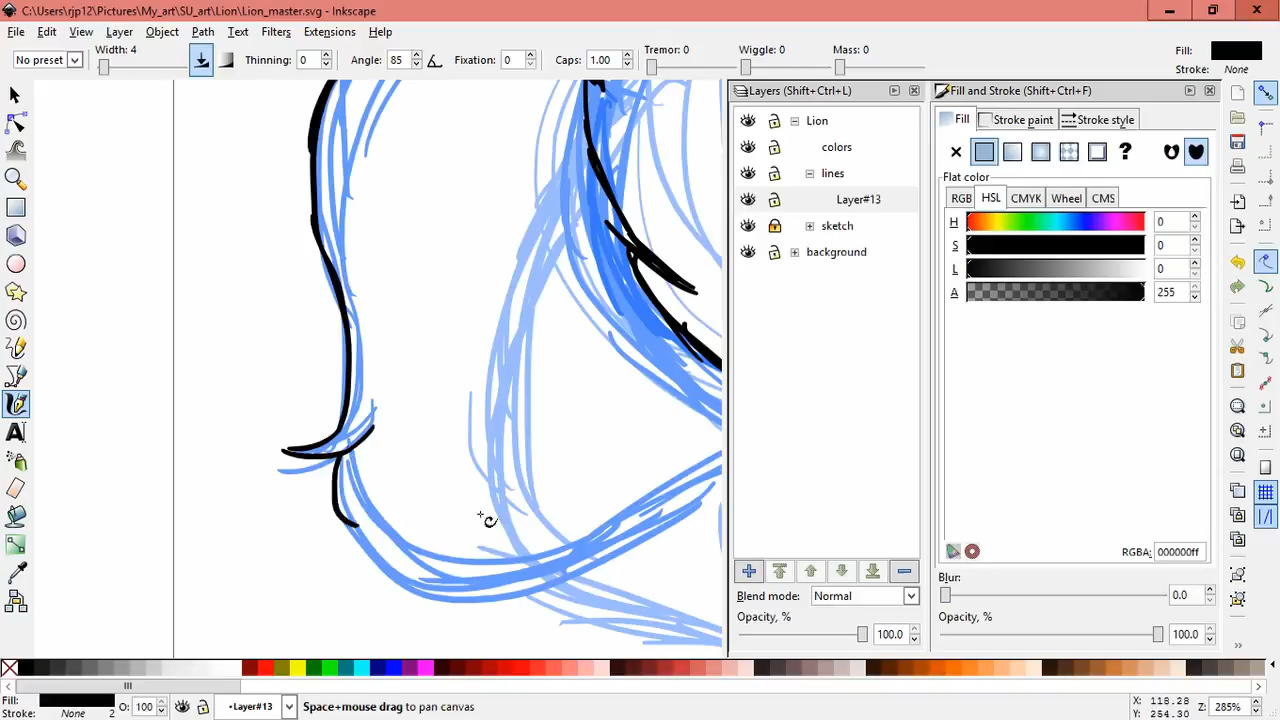 C:\Users\rjp12\Pictures\My_art\SU_art\Lion\Lion_master.svg - Inkscape
File Edit View Layer Object Path Text Filters Extensions Help
No preset Width: 4 Thinning: 0 Angle: 85 Fixation: 0 Caps: 1.00 Tremor: 0 Wiggle: 0 Mass: 0 Fill: Stroke: None
Layers (Shift+Ctrl+L)
Lion
colors
lines
Layer#13
sketch
background
Blend mode: Normal
Opacity, %
100.0
Fill and Stroke (Shift+Ctrl+F)
Fill Stroke paint Stroke style
Flat color
RGB HSL CMYK Wheel CMS
H 0
S 0
L 0
A 255
RGBA: 000000ff
Blur:
0.0
Opacity, %
100.0
Fill: O: 100 •Layer#13 Space+mouse drag to pan canvas X: 118.28 Z: 285%
Stroke: None 2 Y: 254.30